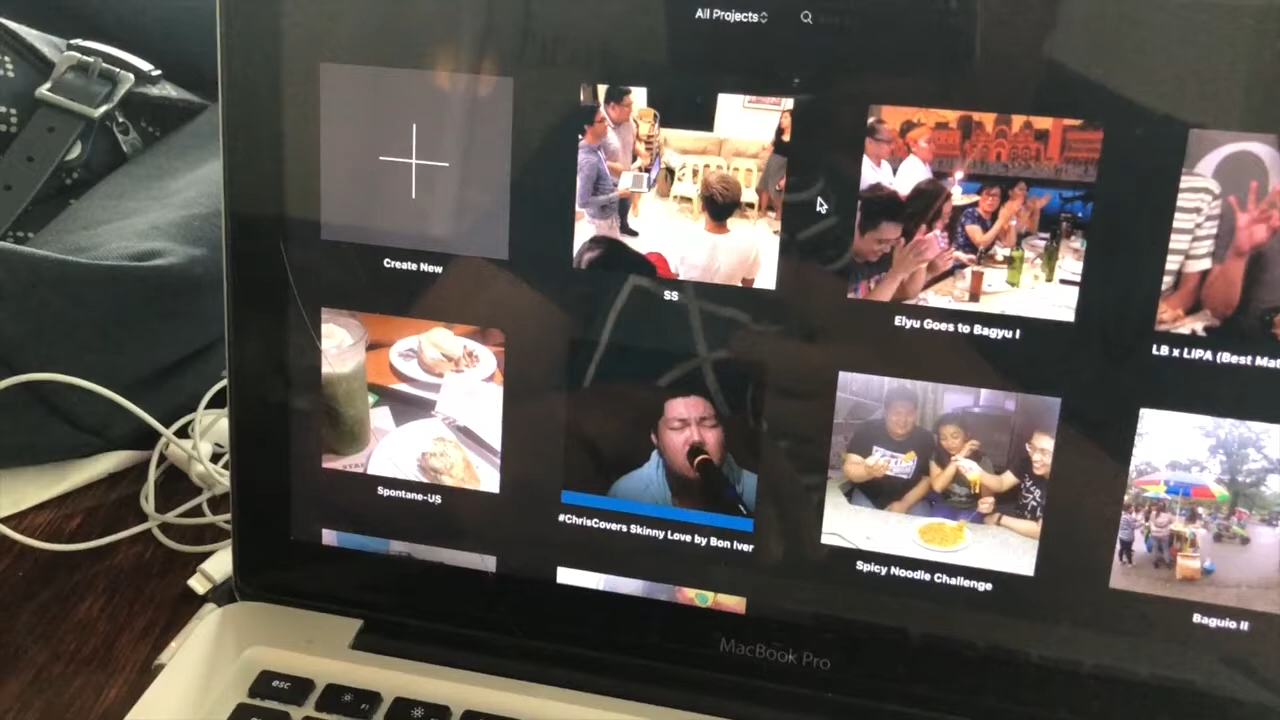 All Projects
Create New
SS
Elyu Goes to Bagyu I
LB x LIPA (Best Mat
Spontane-US
#ChrisCovers Skinny Love by Bon Iver
Spicy Noodle Challenge
Baguio II
MacBook Pro
esc
F1